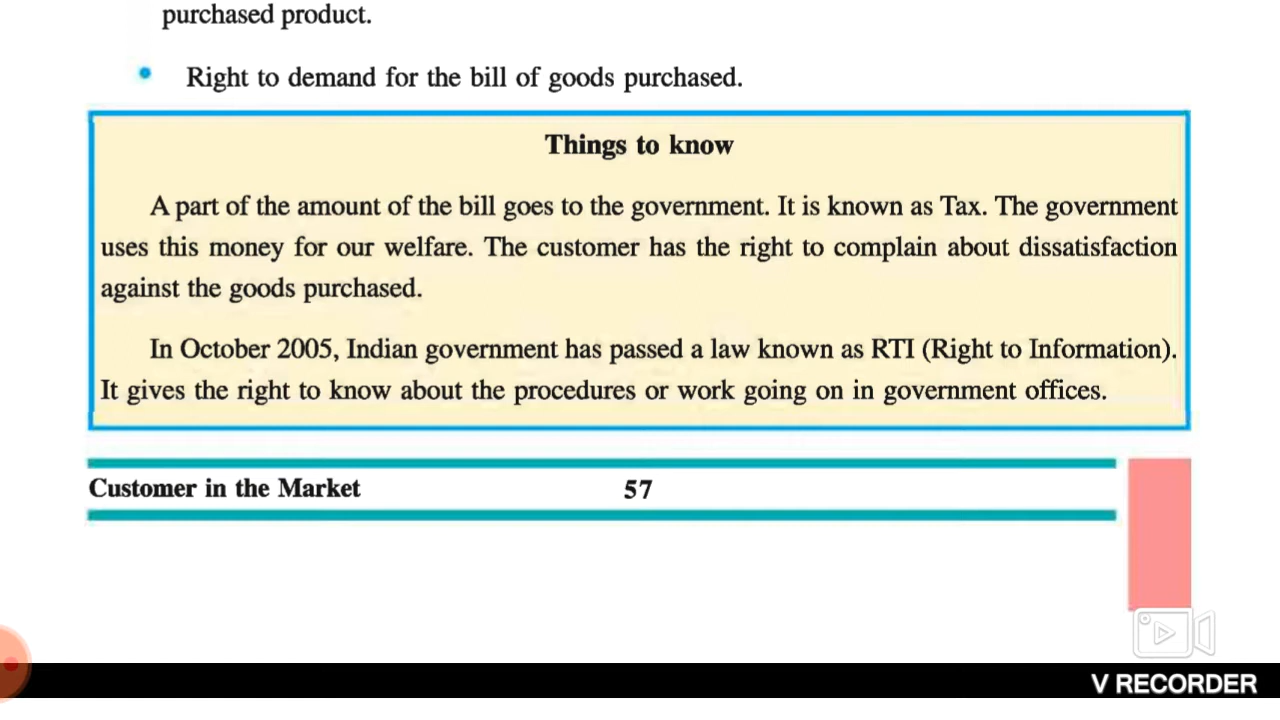 purchased product.
• Right to demand for the bill of goods purchased.
Things to know
A part of the amount of the bill goes to the government. It is known as Tax. The government
uses this money for our welfare. The customer has the right to complain about dissatisfaction
against the goods purchased.
In October 2005, Indian government has passed a law known as RTI (Right to Information).
It gives the right to know about the procedures or work going on in government offices.
Customer in the Market 57
V RECORDER